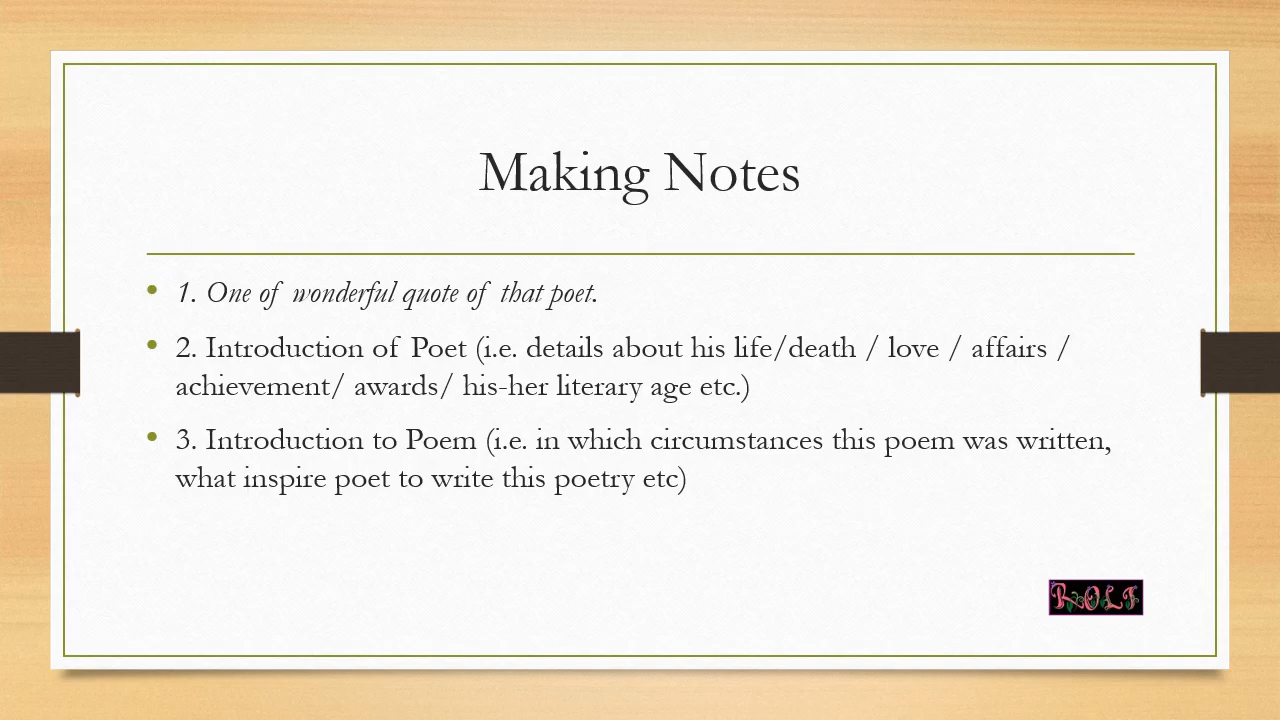 Making Notes
• 1. One of wonderful quote of that poet.
• 2. Introduction of Poet (i.e. details about his life/death / love / affairs /
achievement/ awards/ his-her literary age etc.)
• 3. Introduction to Poem (i.e. in which circumstances this poem was written,
what inspire poet to write this poetry etc)
ROLI